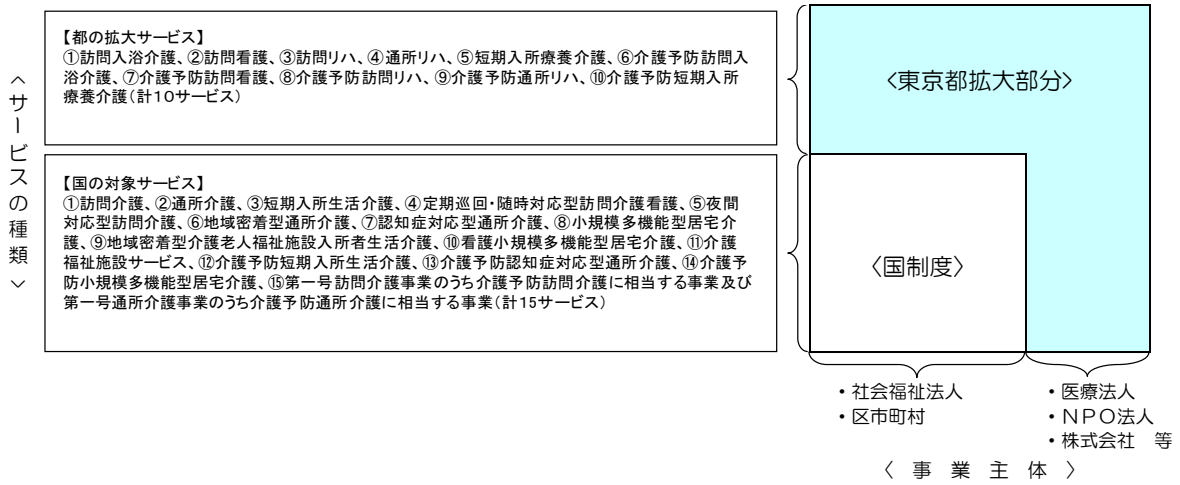 〈サービスの種類〉
【都の拡大サービス】
①訪問入浴介護、②訪問看護、③訪問リハ、④通所リハ、⑤短期入所療養介護、⑥介護予防訪問入
浴介護、⑦介護予防訪問看護、⑧介護予防訪問リハ、⑨介護予防通所リハ、⑩介護予防短期入所
療養介護(計10サービス)
【国の対象サービス】
①訪問介護、②通所介護、③短期入所生活介護、④定期巡回・随時対応型訪問介護看護、⑤夜間
対応型訪問介護、⑥地域密着型通所介護、⑦認知症対応型通所介護、⑧小規模多機能型居宅介
護、⑨地域密着型介護老人福祉施設入所者生活介護、⑩看護小規模多機能型居宅介護、⑪介護
福祉施設サービス、⑫介護予防短期入所生活介護、⑬介護予防認知症対応型通所介護、⑭介護予
防小規模多機能型居宅介護、⑮第一号訪問介護事業のうち介護予防訪問介護に相当する事業及び
第一号通所介護事業のうち介護予防通所介護に相当する事業(計15サービス)
〈東京都拡大部分〉
〈国制度〉
・社会福祉法人
・区市町村
・医療法人
・NPO法人
・株式会社 等
〈 事 業 主 体 〉